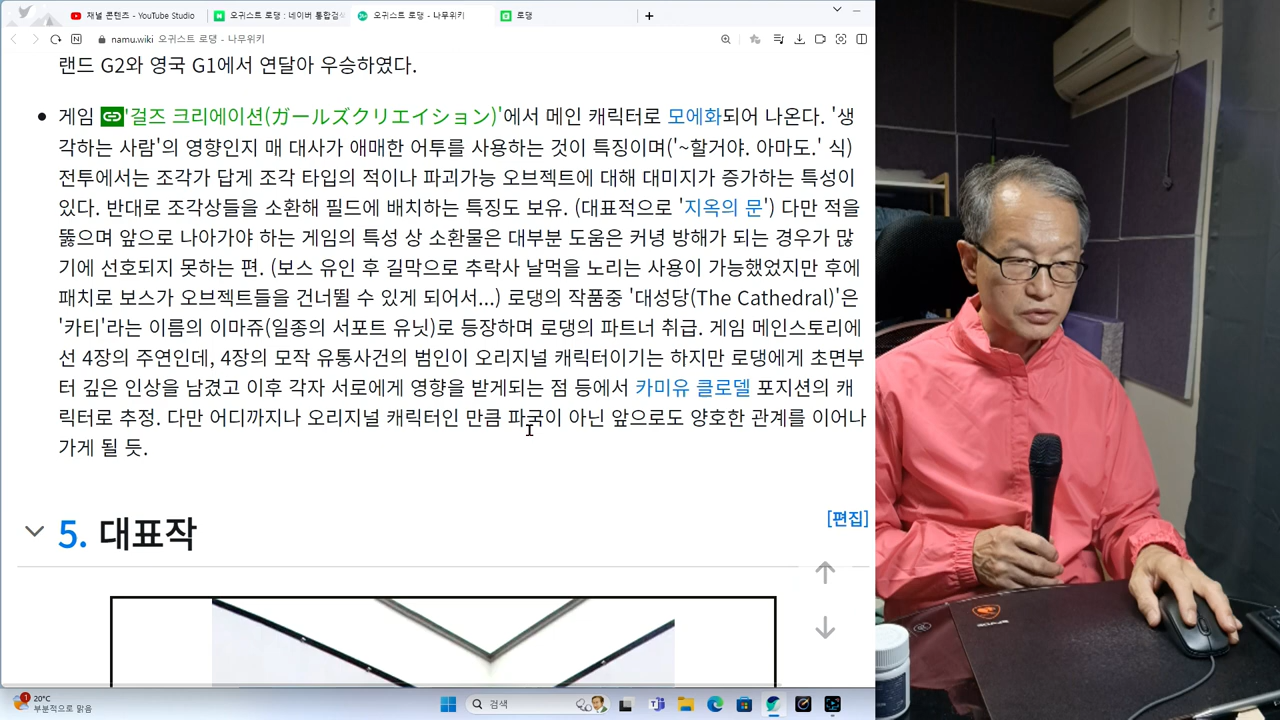 재널 콘텐츠 - YouTube Studio
오귀스트 로댕 : 네이버 통합검색
오귀스트 로댕 - 나무위키
로댕
namu.wiki 오귀스트 로댕 - 나무위키
랜드 G2와 영국 G1에서 연달아 우승하였다.
게임 '걸즈 크리에이션(ガールズクリエイション)'에서 메인 캐릭터로 모에화되어 나온다. '생
각하는 사람'의 영향인지 매 대사가 애매한 어투를 사용하는 것이 특징이며('~할거야. 아마도.' 식)
전투에서는 조각가 답게 조각 타입의 적이나 파괴가능 오브젝트에 대해 대미지가 증가하는 특성이
있다. 반대로 조각상들을 소환해 필드에 배치하는 특징도 보유. (대표적으로 '지옥의 문') 다만 적을
뚫으며 앞으로 나아가야 하는 게임의 특성 상 소환물은 대부분 도움은 커녕 방해가 되는 경우가 많
기에 선호되지 못하는 편. (보스 유인 후 길막으로 추락사 날먹을 노리는 사용이 가능했었지만 후에
패치로 보스가 오브젝트들을 건너뛸 수 있게 되어서...) 로댕의 작품중 '대성당(The Cathedral)'은
'카티'라는 이름의 이마쥬(일종의 서포트 유닛)로 등장하며 로댕의 파트너 취급. 게임 메인스토리에
선 4장의 주연인데, 4장의 모작 유통사건의 범인이 오리지널 캐릭터이기는 하지만 로댕에게 초면부
터 깊은 인상을 남겼고 이후 각자 서로에게 영향을 받게되는 점 등에서 카미유 클로델 포지션의 캐
릭터로 추정. 다만 어디까지나 오리지널 캐릭터인 만큼 파국이 아닌 앞으로도 양호한 관계를 이어나
가게 될 듯.
5. 대표작
[편집]
1
20°C
부분적으로 맑음
검색